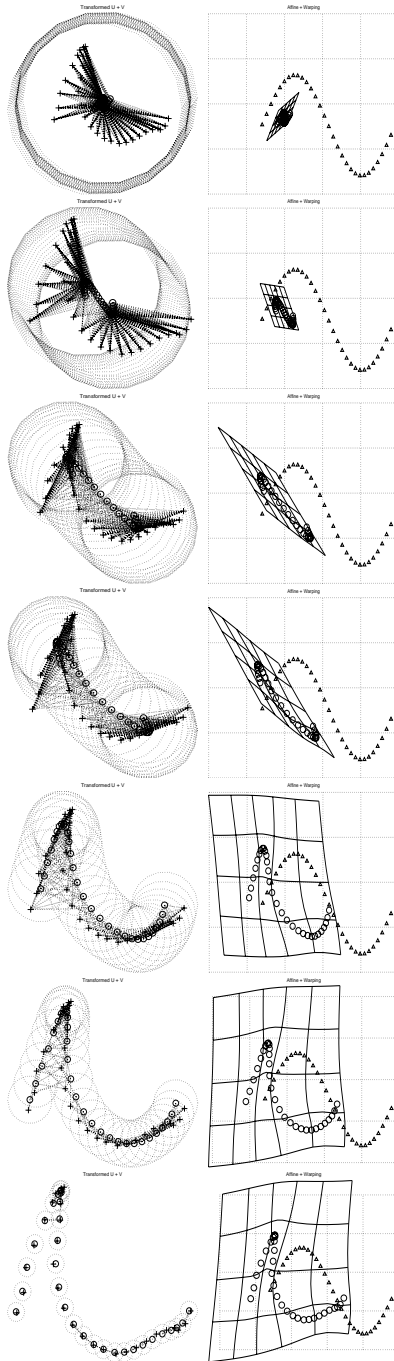 Transformed U + V
Affine + Warping
Transformed U + V
Affine + Warping
Transformed U + V
Affine + Warping
Transformed U + V
Affine + Warping
Transformed U + V
Affine + Warping
Transformed U + V
Affine + Warping
Transformed U + V
Affine + Warping